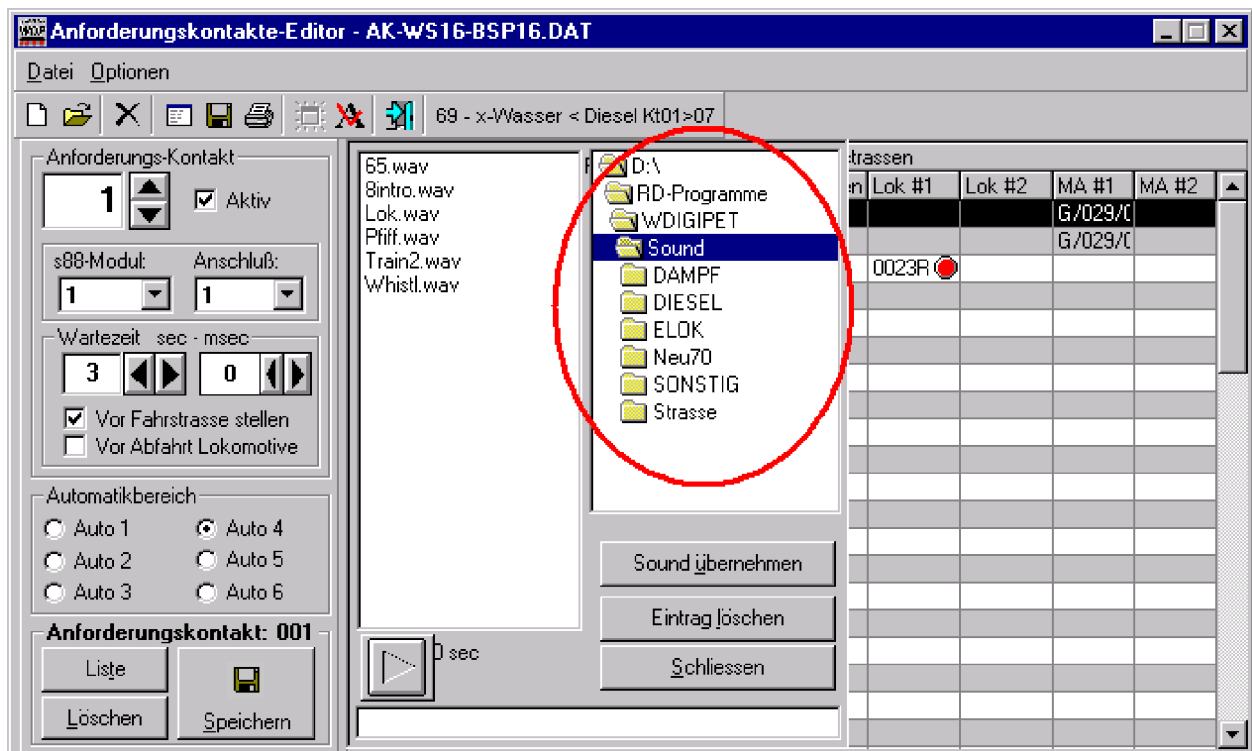 Anforderungskontakte-Editor - AK-WS16-BSP16.DAT
Datei Optionen
69 - x-Wasser < Diesel Kt01>07
Anforderungs-Kontakt
1
Aktiv
s88-Modul: Anschluß:
1 1
Wartezeit sec - msec
3 0
Vor Fahrstrasse stellen
Vor Abfahrt Lokomotive
Automatikbereich
Auto 1 Auto 4
Auto 2 Auto 5
Auto 3 Auto 6
Anforderungskontakt: 001
Liste
Löschen
Speichern
65.wav
8intro.wav
Lok.wav
Pfiff.wav
Train2.wav
Whistl.wav
0 sec
D:\
RD-Programme
WDIGIPET
Sound
DAMPF
DIESEL
ELOK
Neu70
SONSTIG
Strasse
Sound übernehmen
Eintrag löschen
Schliessen
trassen
en Lok #1 Lok #2 MA #1 MA #2
G/029/0
G/029/0
0023R